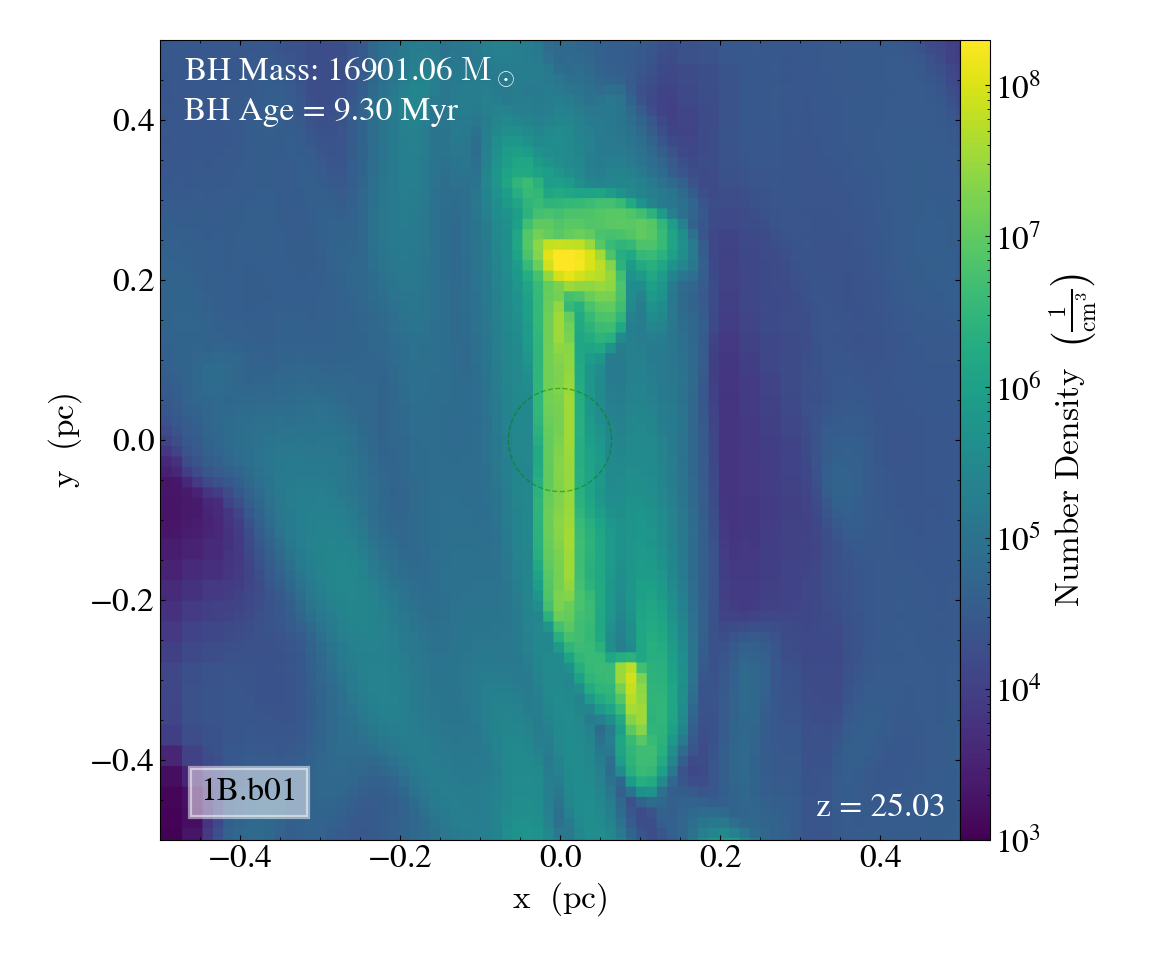 BH Mass: 16901.06 M⊙
BH Age = 9.30 Myr
0.4
0.2
0.0
−0.2
−0.4
y (pc)
1B.b01
z = 25.03
−0.4 −0.2 0.0 0.2 0.4
x (pc)
10⁸
10⁷
10⁶
10⁵
10⁴
10³
Number Density (1/cm³)